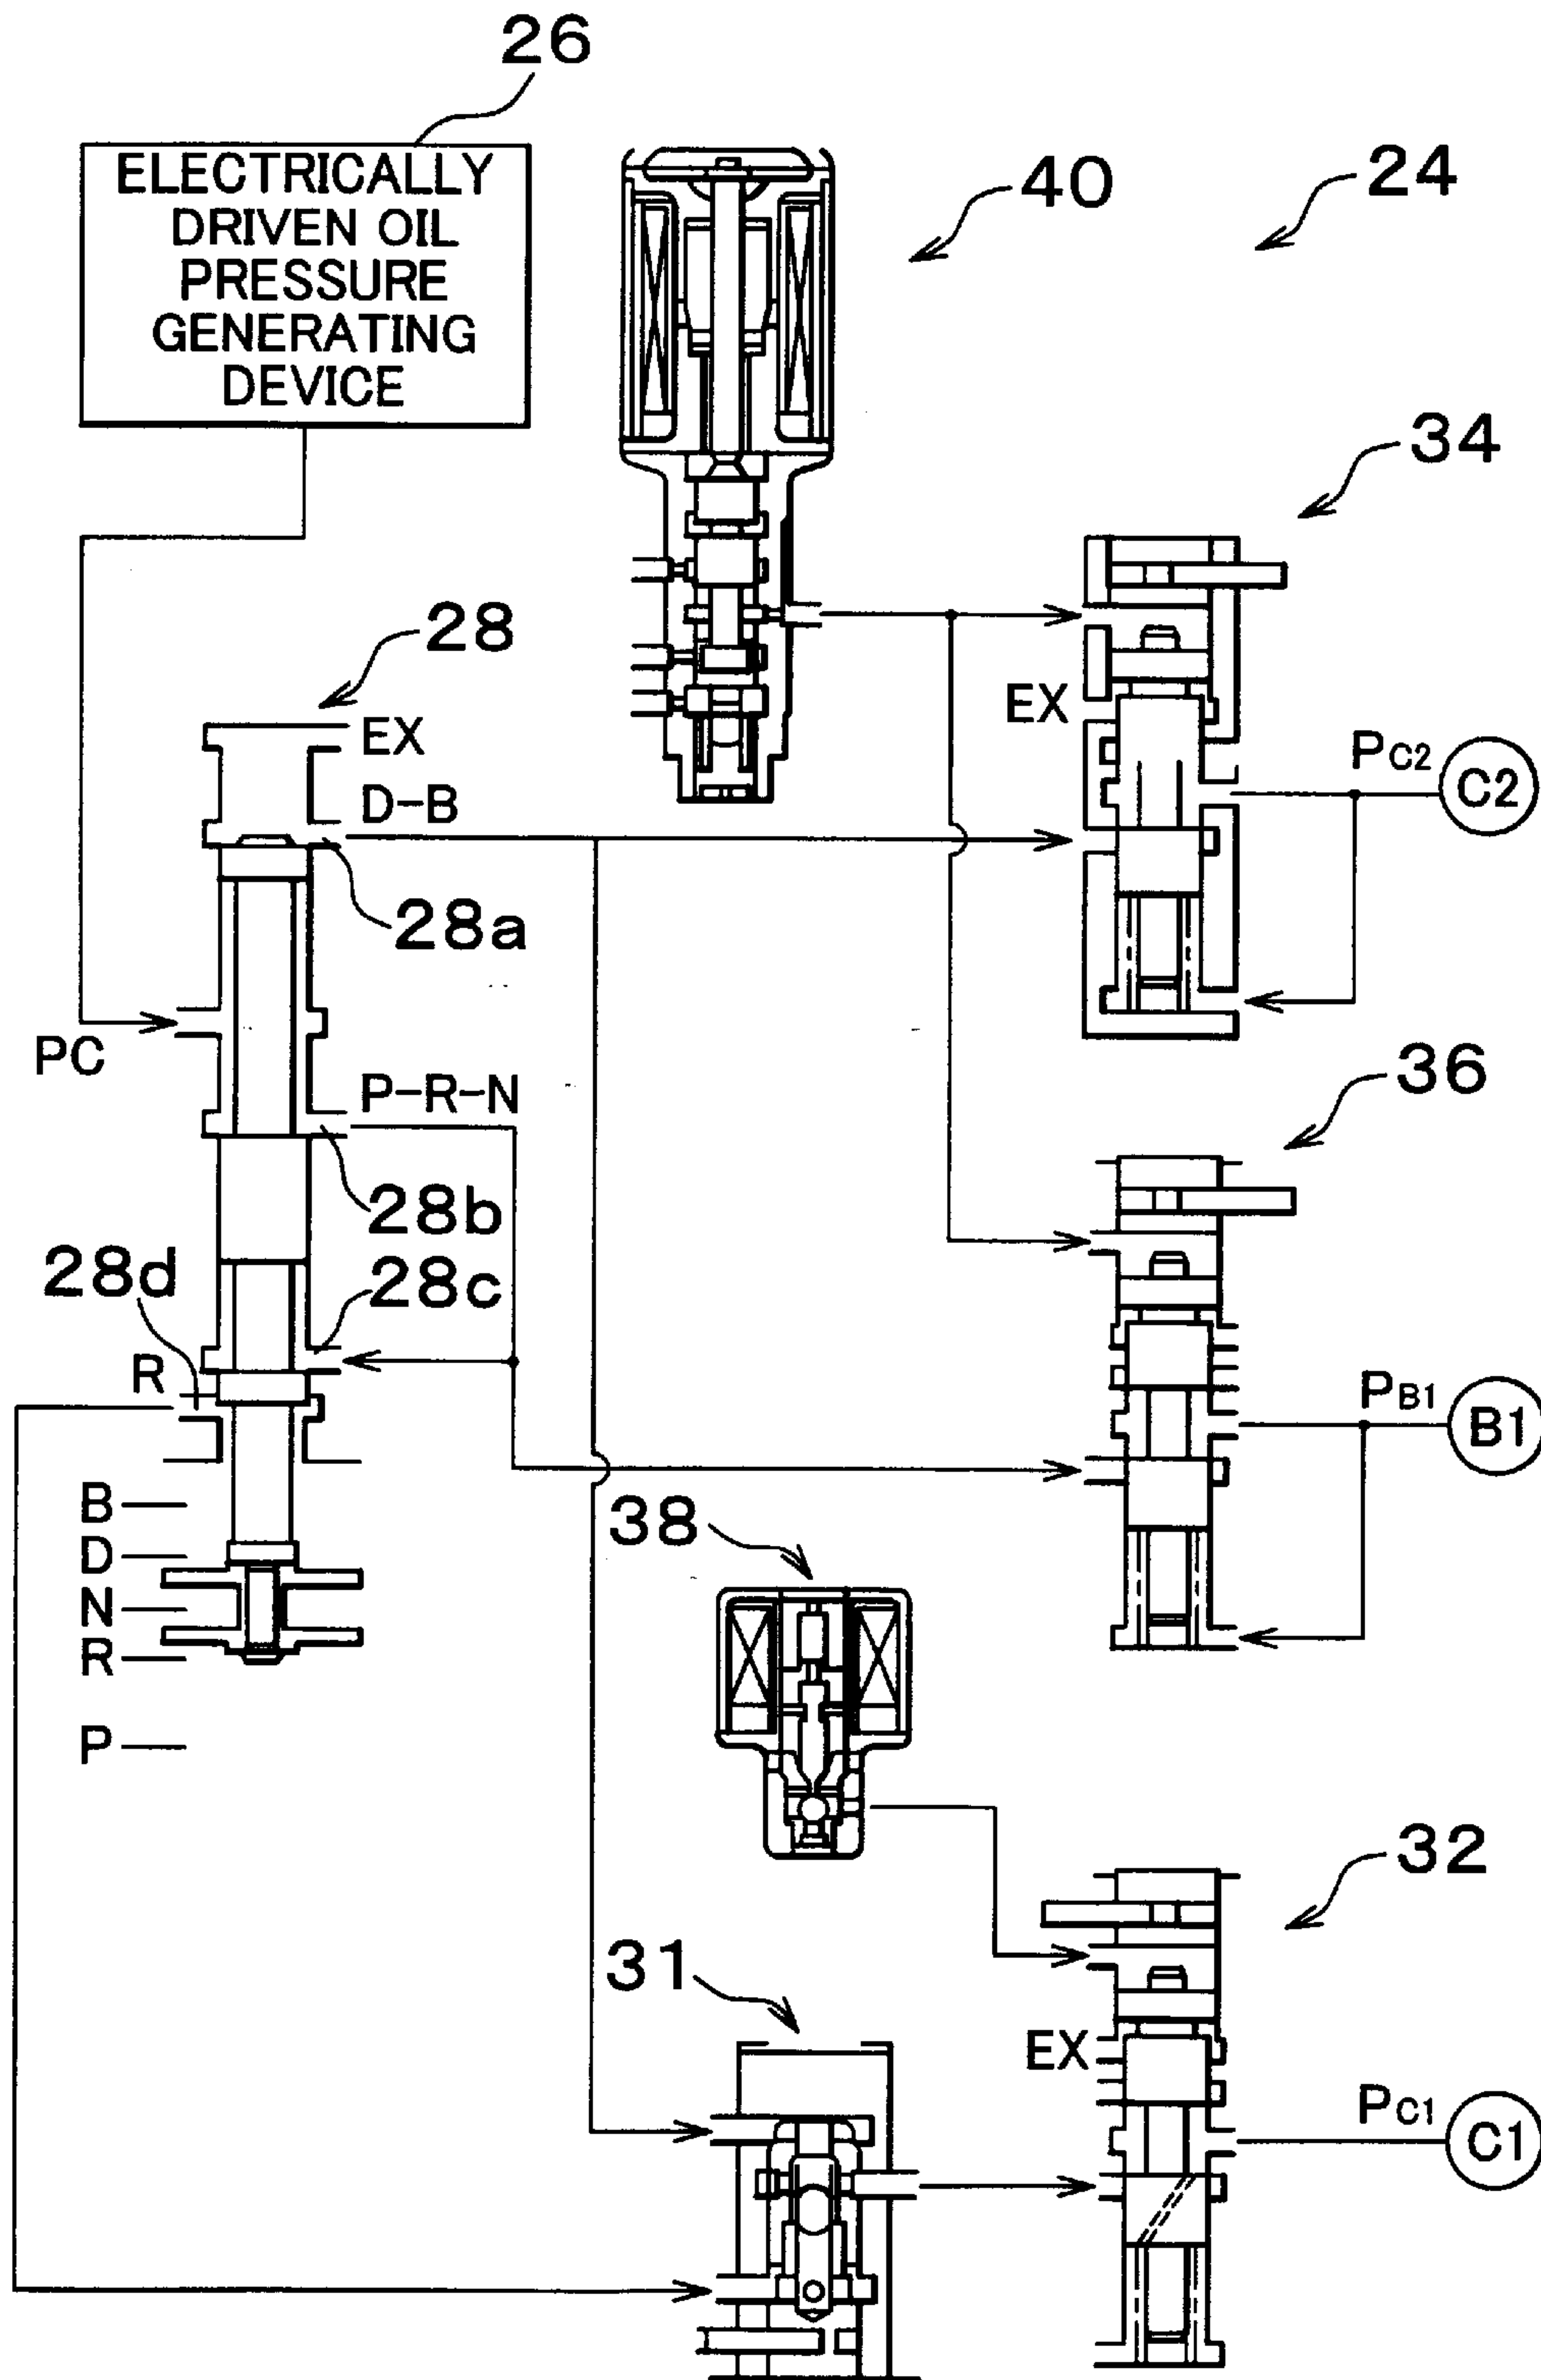 26
ELECTRICALLY
DRIVEN OIL
PRESSURE
GENERATING
DEVICE
40
24
34
28
EX
D-B
28a
EX
PC2
C2
PC
P-R-N
36
28b
28d
28c
R
PB1
B1
B
D
N
R
P
38
32
31
EX
PC1
C1